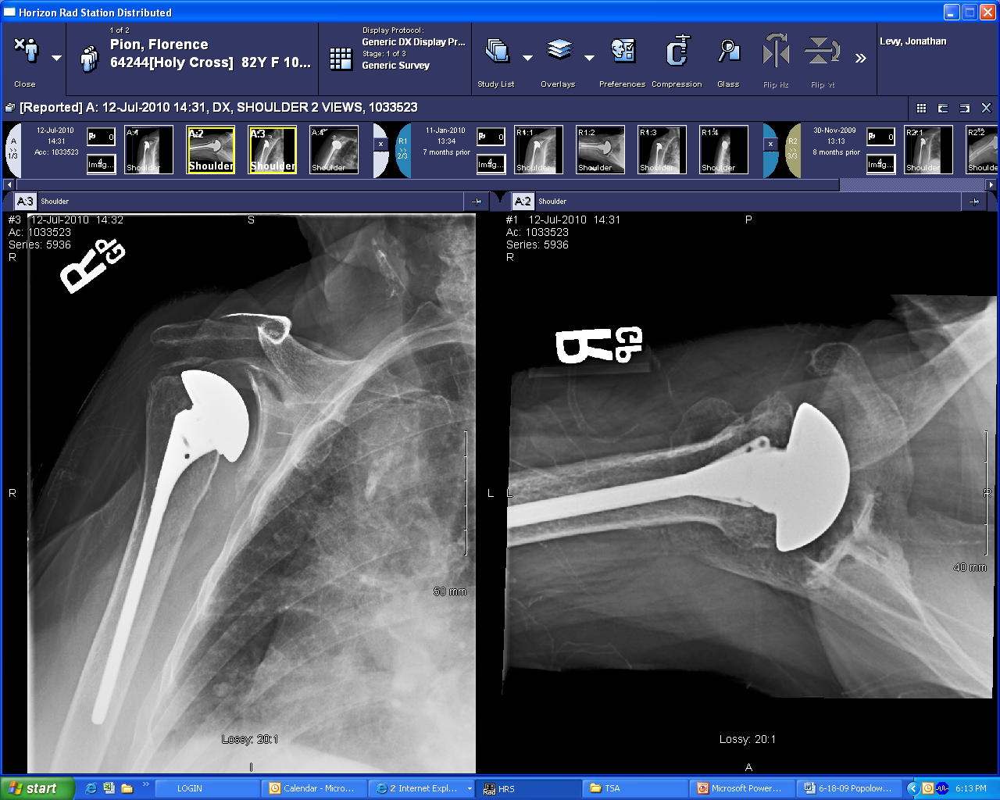 Horizon Rad Station Distributed
1 of 2
Pion, Florence
64244[Holy Cross] 82Y F 10...
Display Protocol:
Generic DX Display Pr...
Stage: 1 of 3
Generic Survey
Levy, Jonathan
Close
Study List
Overlays
Preferences
Compression
Glass
Flip Hz
Flip Vt
[Reported] A: 12-Jul-2010 14:31, DX, SHOULDER 2 VIEWS, 1033523
A
>>
1/3
12-Jul-2010
14:31
Acc: 1033523
0
4
Imag...
A:1
Shoulder
A:2
Shoulder
A:3
Shoulder
A:4
Shoulder
x
R1
>>
2/3
11-Jan-2010
13:34
7 months prior
0
4
Imag...
R1:1
Shoulder
R1:2
Shoulder
R1:3
Shoulder
R1:4
Shoulder
x
R2
>>
3/3
30-Nov-2009
13:13
8 months prior
0
4
Imag...
R2:1
Shoulder
R2:2
Shoulde
A:3 Shoulder
A:2 Shoulder
#3 12-Jul-2010 14:32
Ac: 1033523
Series: 5936
R
S
R
Gb
R
L
50 mm
Lossy: 20:1
I
#1 12-Jul-2010 14:31
Ac: 1033523
Series: 5936
R
P
R
Gb
L
R
40 mm
Lossy: 20:1
A
start
LOGIN
Calendar - Micro...
2 Internet Expl...
HRS
TSA
Microsoft Power...
6-18-09 Popolow...
6:13 PM